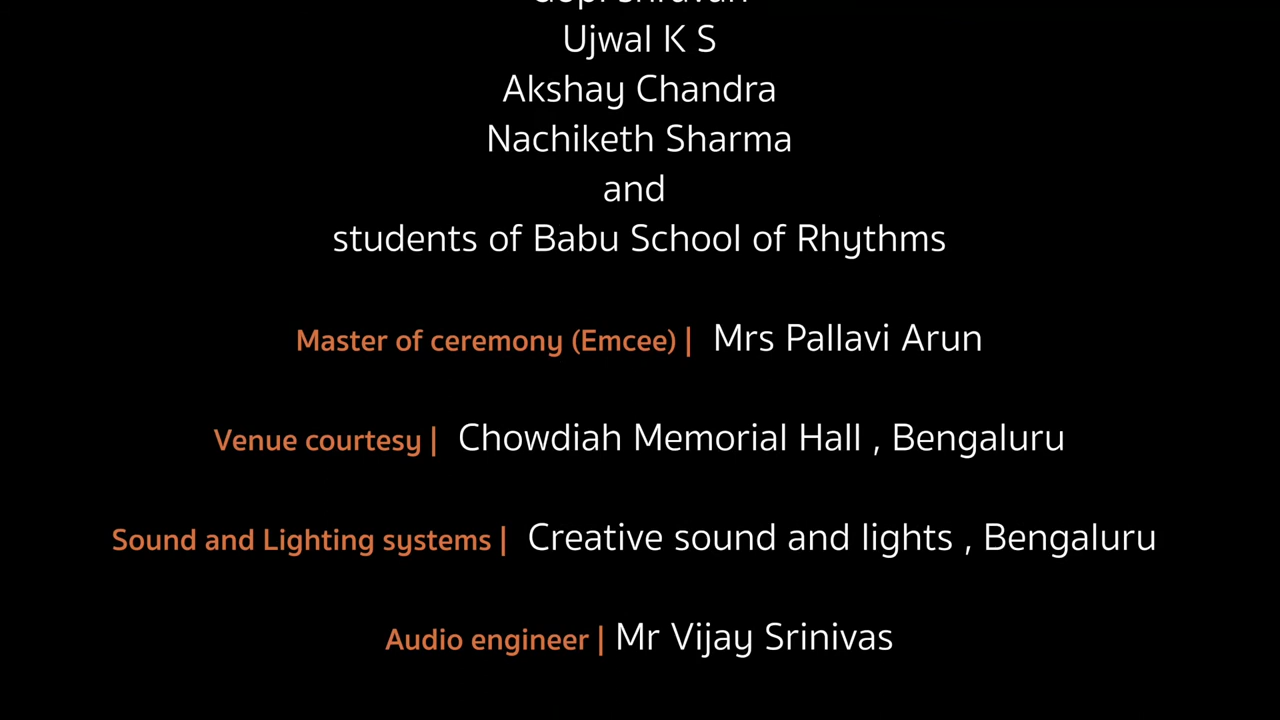 Ujwal K S
Akshay Chandra
Nachiketh Sharma
and
students of Babu School of Rhythms
Master of ceremony (Emcee) | Mrs Pallavi Arun
Venue courtesy | Chowdiah Memorial Hall , Bengaluru
Sound and Lighting systems | Creative sound and lights , Bengaluru
Audio engineer | Mr Vijay Srinivas